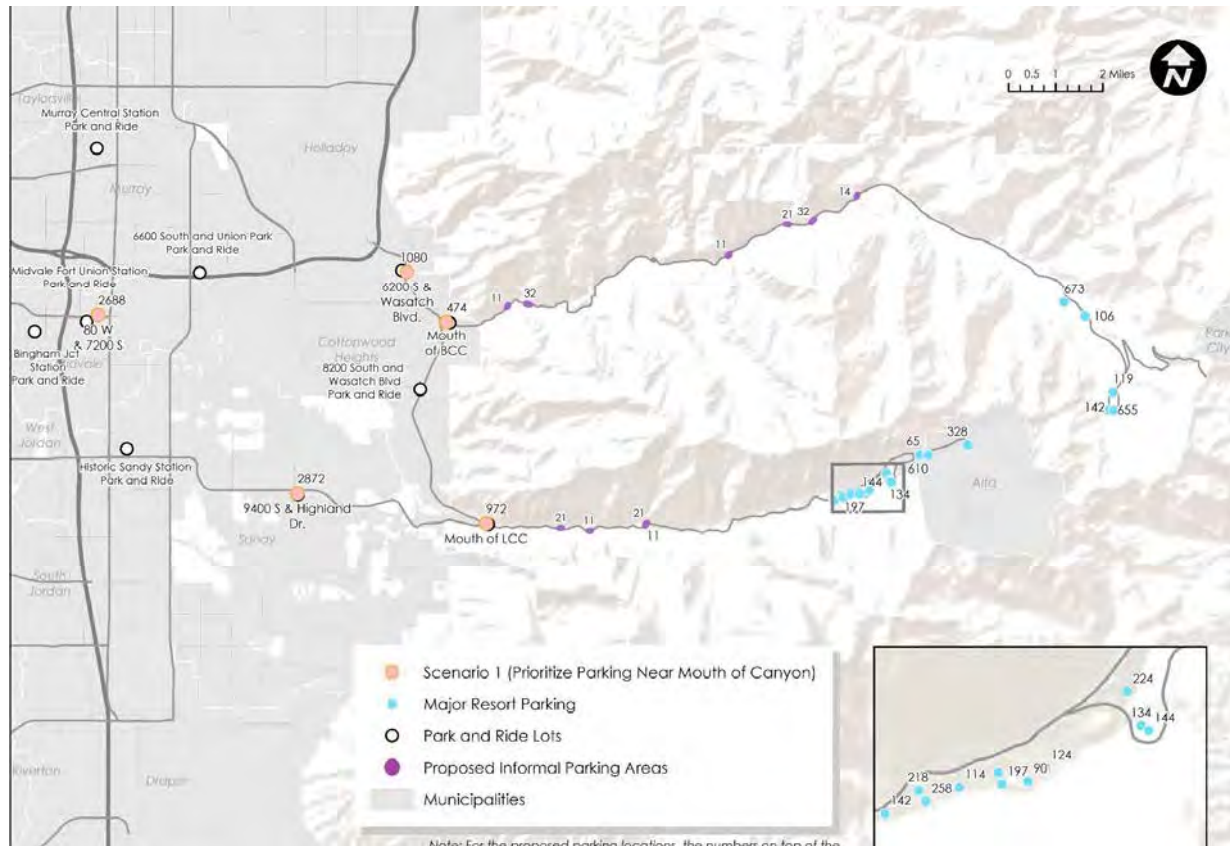 Taylorsville
Murray Central Station
Park and Ride
Holladay
Murray
6600 South and Union Park
Park and Ride
Midvale Fort Union Station
Park and Ride
2688
80 W
& 7200 S
Bingham Jct
Station
Park and Ride
Midvale
West
Jordan
Historic Sandy Station
Park and Ride
1080
6200 S &
Wasatch
Blvd.
474
Mouth
of BCC
Cottonwood
Heights
8200 South and
Wasatch Blvd
Park and Ride
2872
9400 S & Highland
Dr.
Sandy
972
Mouth of LCC
South
Jordan
Riverton
Draper
0 0.5 1 2 Miles
N
11
32
11
21
32
14
673
106
119
142
655
Park
City
21
11
21
11
65
328
610
144
134
197
Alta
Scenario 1 (Prioritize Parking Near Mouth of Canyon)
Major Resort Parking
Park and Ride Lots
Proposed Informal Parking Areas
Municipalities
Note: For the proposed parking locations, the numbers on top of the
224
134
144
124
90
197
114
218
258
142